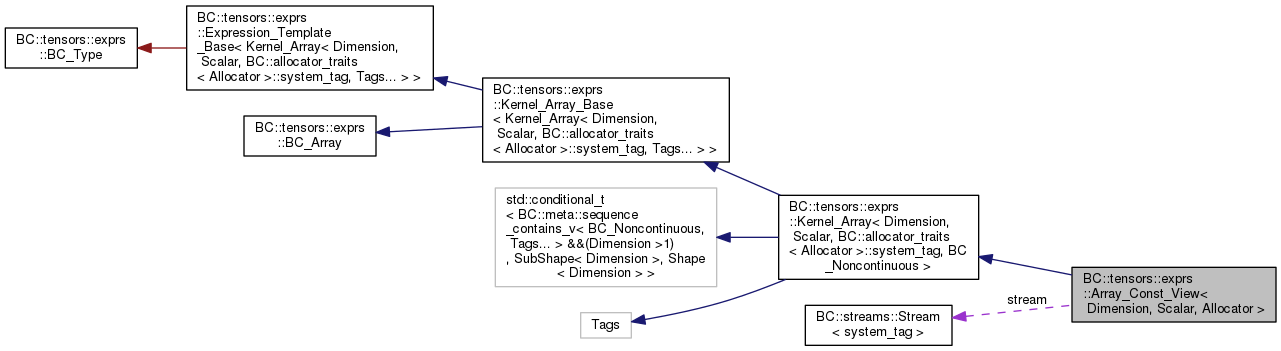 BC::tensors::exprs
::BC_Type
BC::tensors::exprs
::Expression_Template
_Base< Kernel_Array< Dimension,
Scalar, BC::allocator_traits
< Allocator >::system_tag, Tags... > >
BC::tensors::exprs
::BC_Array
BC::tensors::exprs
::Kernel_Array_Base
< Kernel_Array< Dimension,
Scalar, BC::allocator_traits
< Allocator >::system_tag, Tags... > >
std::conditional_t
< BC::meta::sequence
_contains_v< BC_Noncontinuous,
Tags... > &&(Dimension >1)
, SubShape< Dimension >, Shape
< Dimension > >
Tags
BC::tensors::exprs
::Kernel_Array< Dimension,
Scalar, BC::allocator_traits
< Allocator >::system_tag, BC
_Noncontinuous >
stream
BC::streams::Stream
< system_tag >
BC::tensors::exprs
::Array_Const_View<
Dimension, Scalar, Allocator >